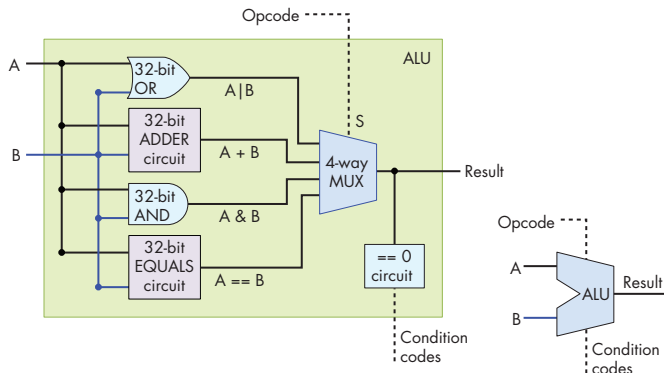 Opcode
ALU
A
32-bit
OR
A|B
32-bit
ADDER
circuit
A + B
S
4-way
MUX
Result
B
32-bit
AND
A & B
32-bit
EQUALS
circuit
A == B
== 0
circuit
Condition
codes
Opcode
A
ALU
Result
B
Condition
codes